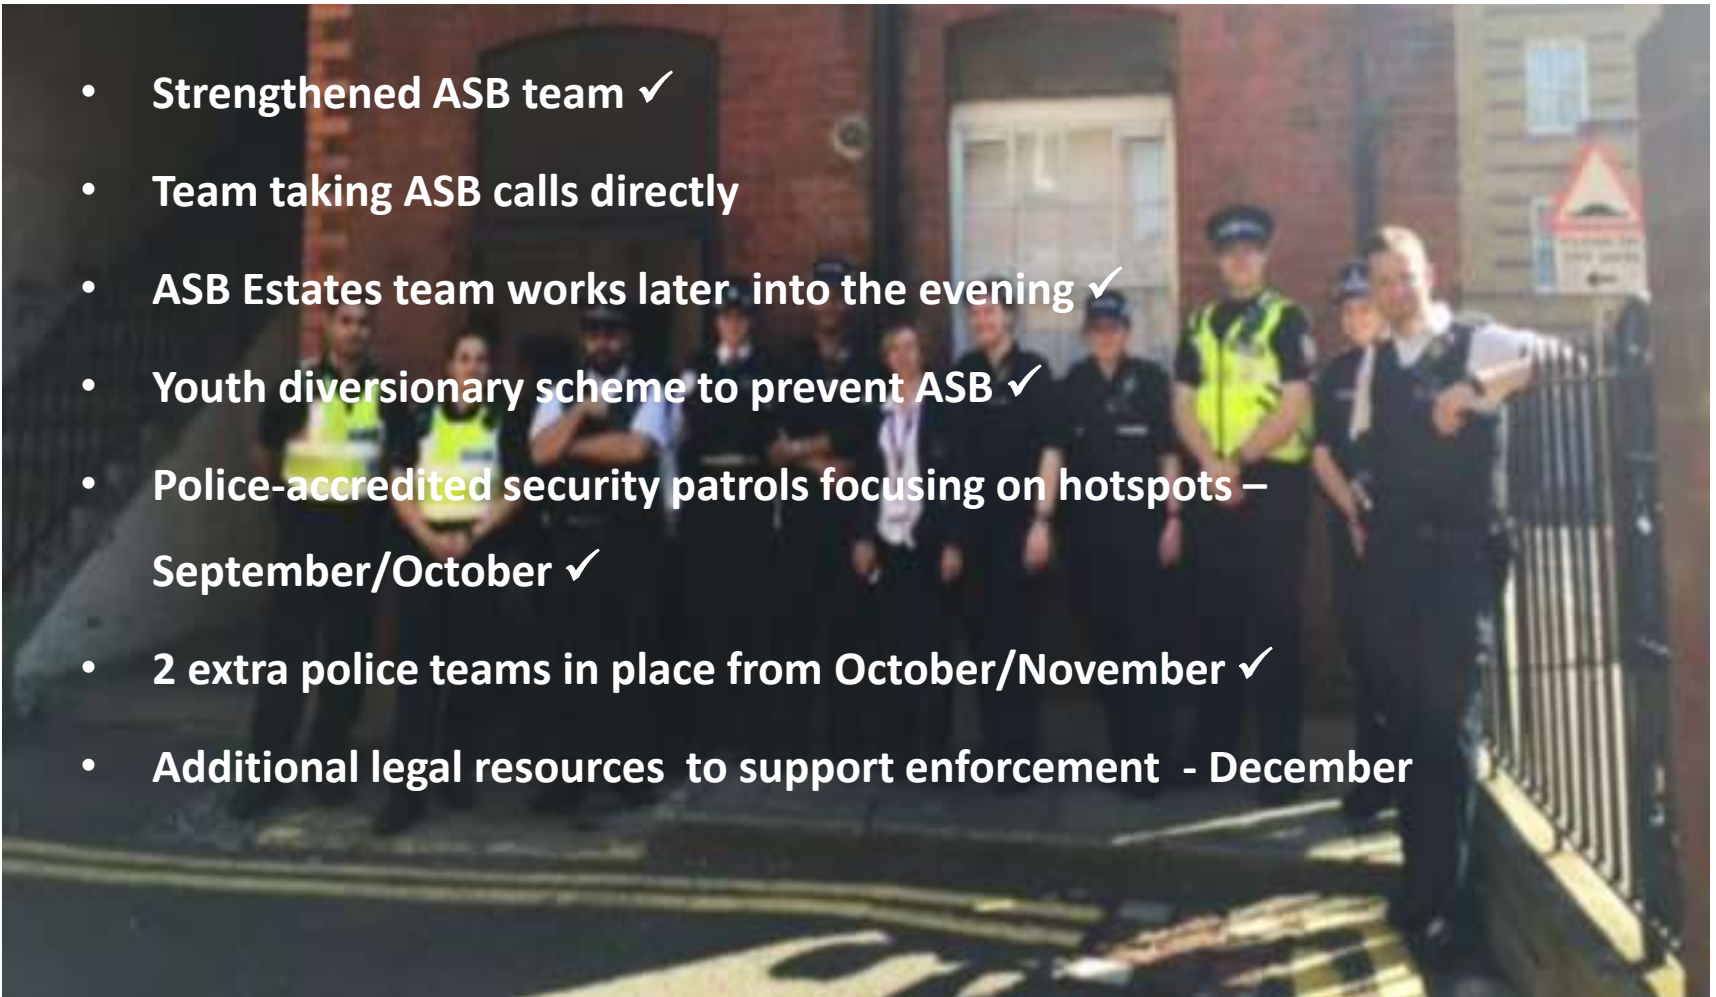 • Strengthened ASB team ✓
• Team taking ASB calls directly
• ASB Estates team works later  into the evening ✓
• Youth diversionary scheme to prevent ASB ✓
• Police-accredited security patrols focusing on hotspots –
September/October ✓
• 2 extra police teams in place from October/November ✓
• Additional legal resources  to support enforcement  - December